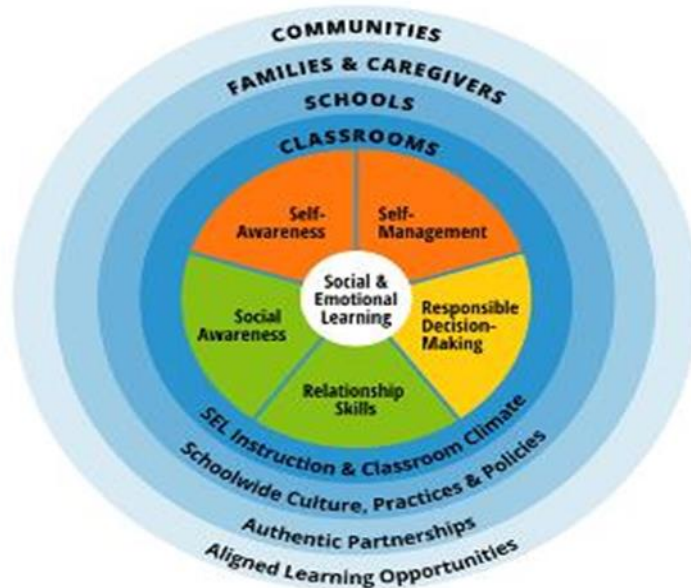 COMMUNITIES
FAMILIES & CAREGIVERS
SCHOOLS
CLASSROOMS
Self-
Awareness
Self-
Management
Social &
Emotional
Learning
Social
Awareness
Responsible
Decision-
Making
Relationship
Skills
SEL Instruction & Classroom Climate
Schoolwide Culture, Practices & Policies
Authentic Partnerships
Aligned Learning Opportunities